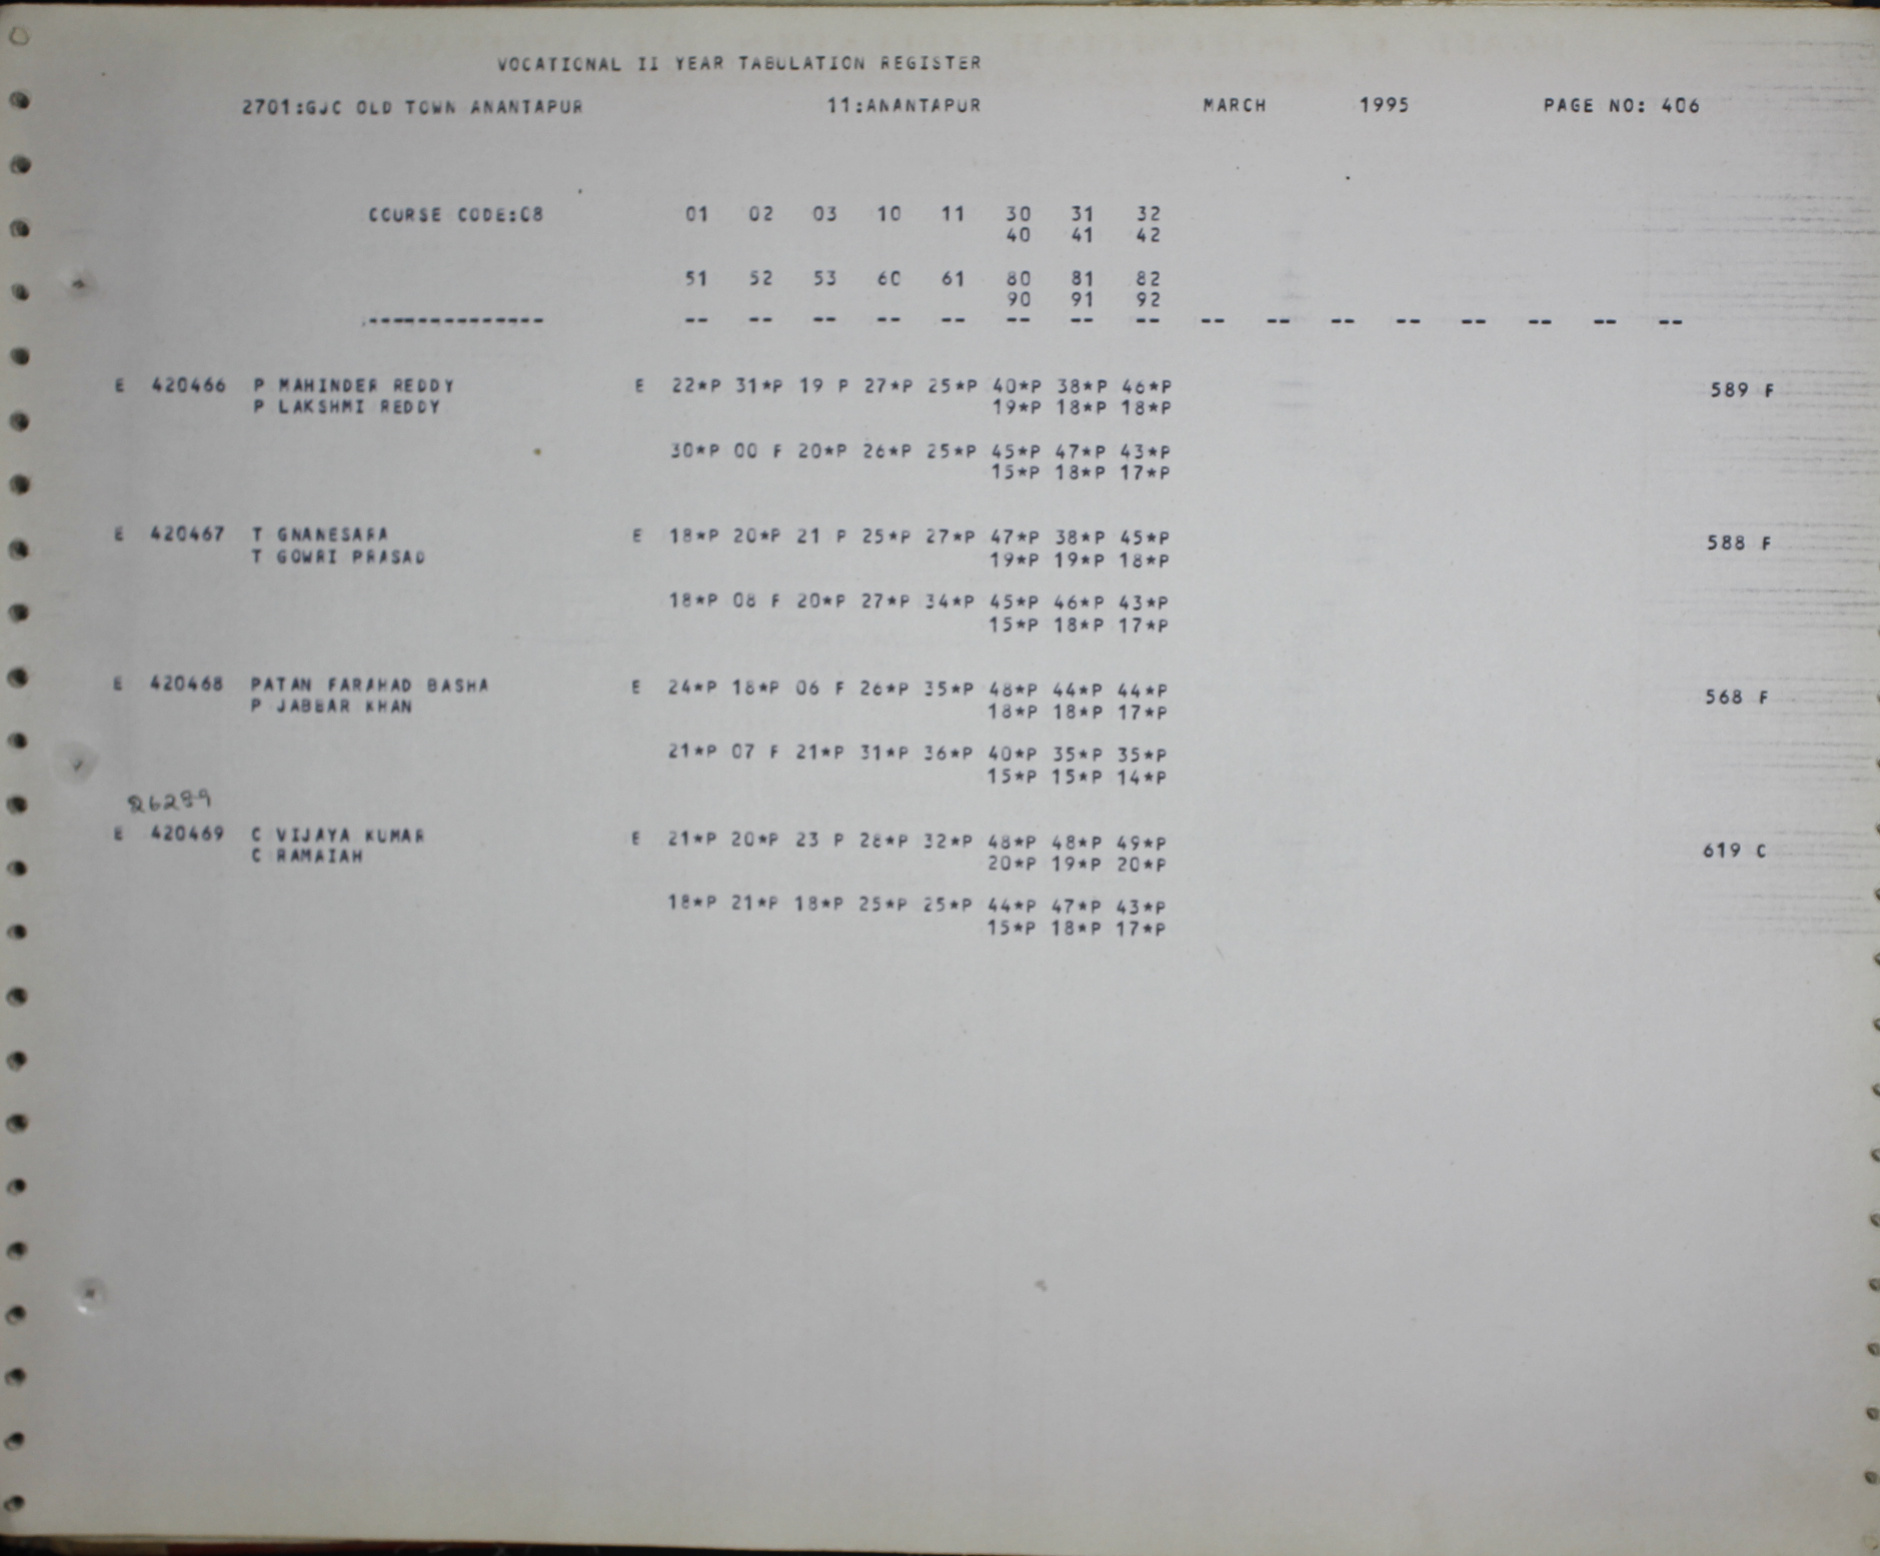 VOCATIONAL II YEAR TABULATION REGISTER
2701:GJC OLD TOWN ANANTAPUR 11:ANANTAPUR MARCH 1995 PAGE NO: 406
COURSE CODE:C8 01 02 03 10 11 30 31 32
40 41 42
51 52 53 60 61 80 81 82
90 91 92
-------------- -- -- -- -- -- -- -- -- -- -- -- -- -- -- -- --
E 420466 P MAHINDER REDDY E 22*P 31*P 19 P 27*P 25*P 40*P 38*P 46*P 589 F
P LAKSHMI REDDY 19*P 18*P 18*P
30*P 00 F 20*P 26*P 25*P 45*P 47*P 43*P
15*P 18*P 17*P
E 420467 T GNANESARA E 18*P 20*P 21 P 25*P 27*P 47*P 38*P 45*P 588 F
T GOWRI PRASAD 19*P 19*P 18*P
18*P 08 F 20*P 27*P 34*P 45*P 46*P 43*P
15*P 18*P 17*P
E 420468 PATAN FARAHAD BASHA E 24*P 18*P 06 F 26*P 35*P 48*P 44*P 44*P 568 F
P JABBAR KHAN 18*P 18*P 17*P
21*P 07 F 21*P 31*P 36*P 40*P 35*P 35*P
15*P 15*P 14*P
E 420469 C VIJAYA KUMAR E 21*P 20*P 23 P 28*P 32*P 48*P 48*P 49*P 619 C
C RAMAIAH 20*P 19*P 20*P
18*P 21*P 18*P 25*P 25*P 44*P 47*P 43*P
15*P 18*P 17*P